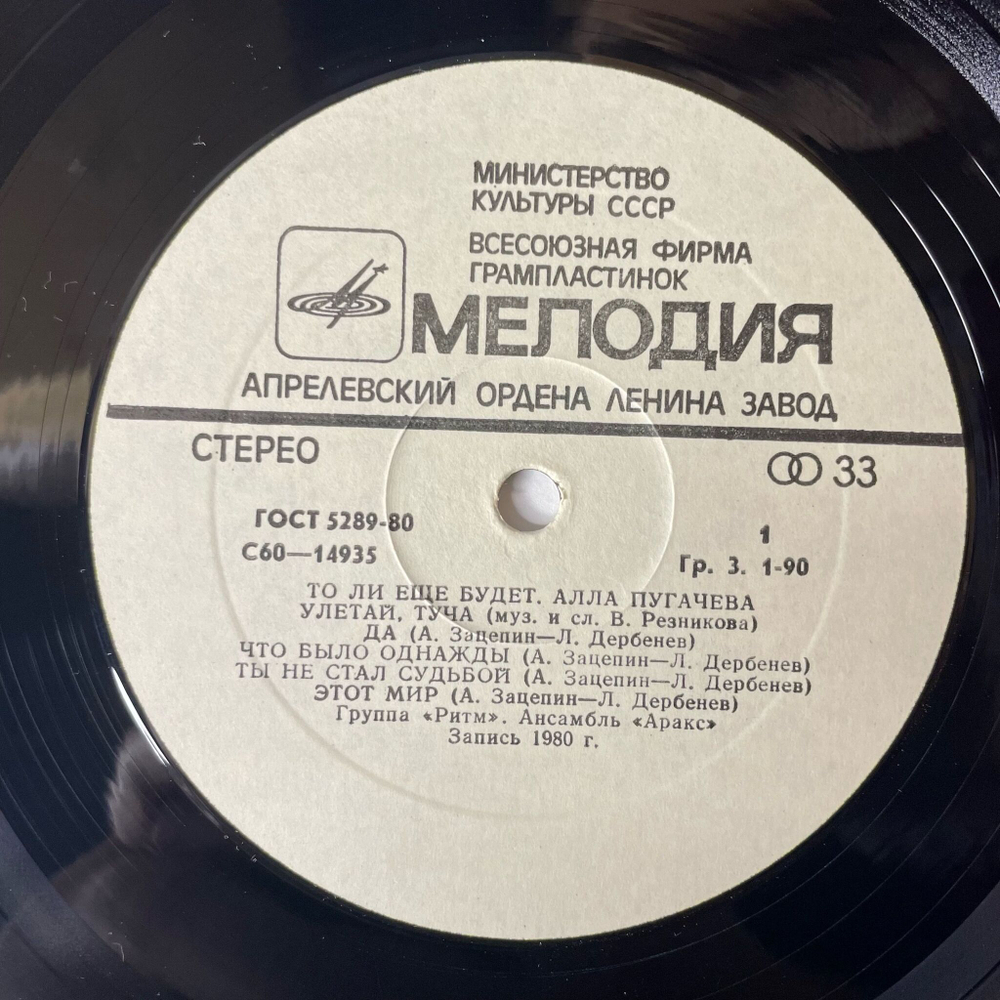 МИНИСТЕРСТВО
КУЛЬТУРЫ СССР
ВСЕСОЮЗНАЯ ФИРМА
ГРАМПЛАСТИНОК
МЕЛОДИЯ
АПРЕЛЕВСКИЙ ОРДЕНА ЛЕНИНА ЗАВОД
СТЕРЕО
33
ГОСТ 5289-80
1
С60—14935
Гр. 3. 1-90
ТО ЛИ ЕЩЕ БУДЕТ. АЛЛА ПУГАЧЕВА
УЛЕТАЙ, ТУЧА (муз. и сл. В. Резникова)
ДА (А. Зацепин—Л. Дербенев)
ЧТО БЫЛО ОДНАЖДЫ (А. Зацепин—Л. Дербенев)
ТЫ НЕ СТАЛ СУДЬБОЙ (А. Зацепин—Л. Дербенев)
ЭТОТ МИР (А. Зацепин—Л. Дербенев)
Группа «Ритм». Ансамбль «Аракс»
Запись 1980 г.